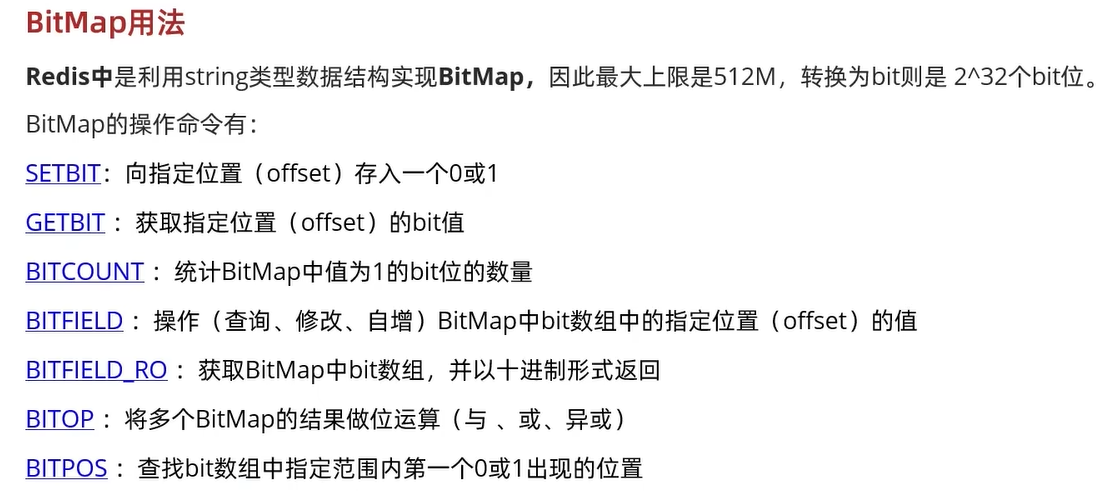 BitMap用法
Redis中是利用string类型数据结构实现BitMap，因此最大上限是512M，转换为bit则是 2^32个bit位。
BitMap的操作命令有：
SETBIT：向指定位置（offset）存入一个0或1
GETBIT ：获取指定位置（offset）的bit值
BITCOUNT ：统计BitMap中值为1的bit位的数量
BITFIELD ：操作（查询、修改、自增）BitMap中bit数组中的指定位置（offset）的值
BITFIELD_RO ：获取BitMap中bit数组，并以十进制形式返回
BITOP ：将多个BitMap的结果做位运算（与 、或、异或）
BITPOS ：查找bit数组中指定范围内第一个0或1出现的位置